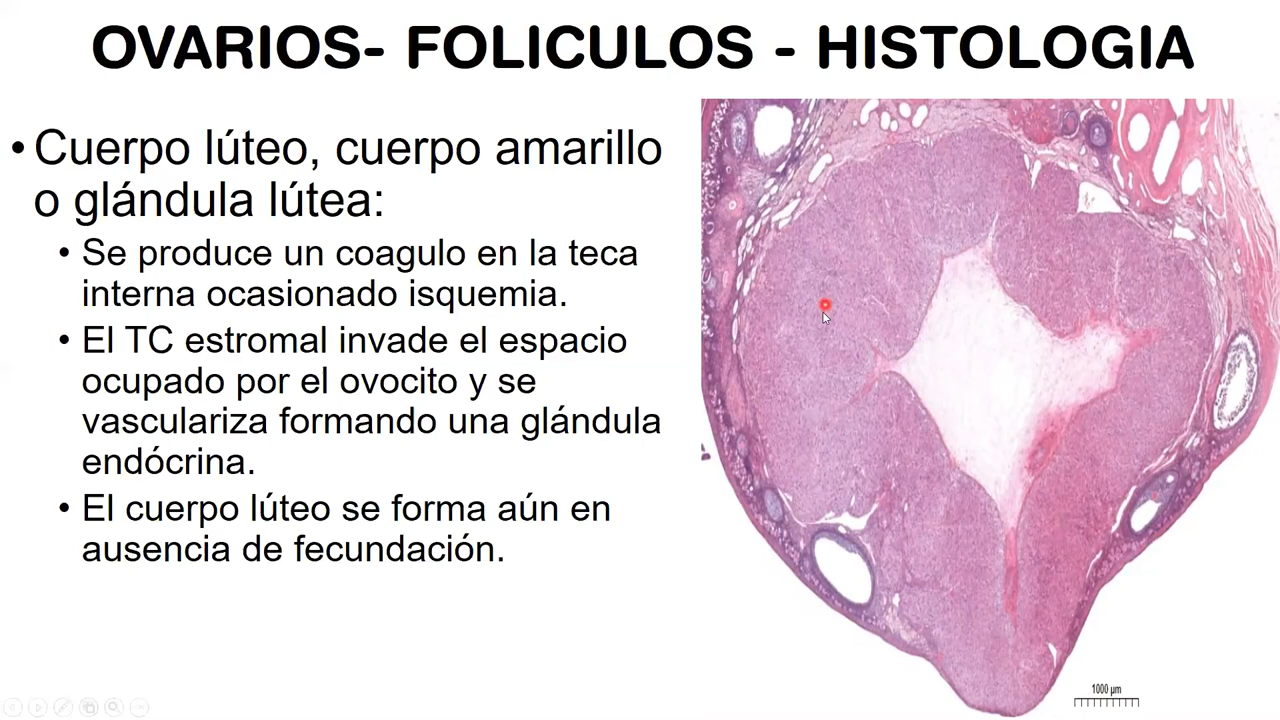 OVARIOS- FOLICULOS - HISTOLOGIA
• Cuerpo lúteo, cuerpo amarillo
o glándula lútea:
• Se produce un coagulo en la teca
interna ocasionado isquemia.
• El TC estromal invade el espacio
ocupado por el ovocito y se
vasculariza formando una glándula
endócrina.
• El cuerpo lúteo se forma aún en
ausencia de fecundación.
1000 µm